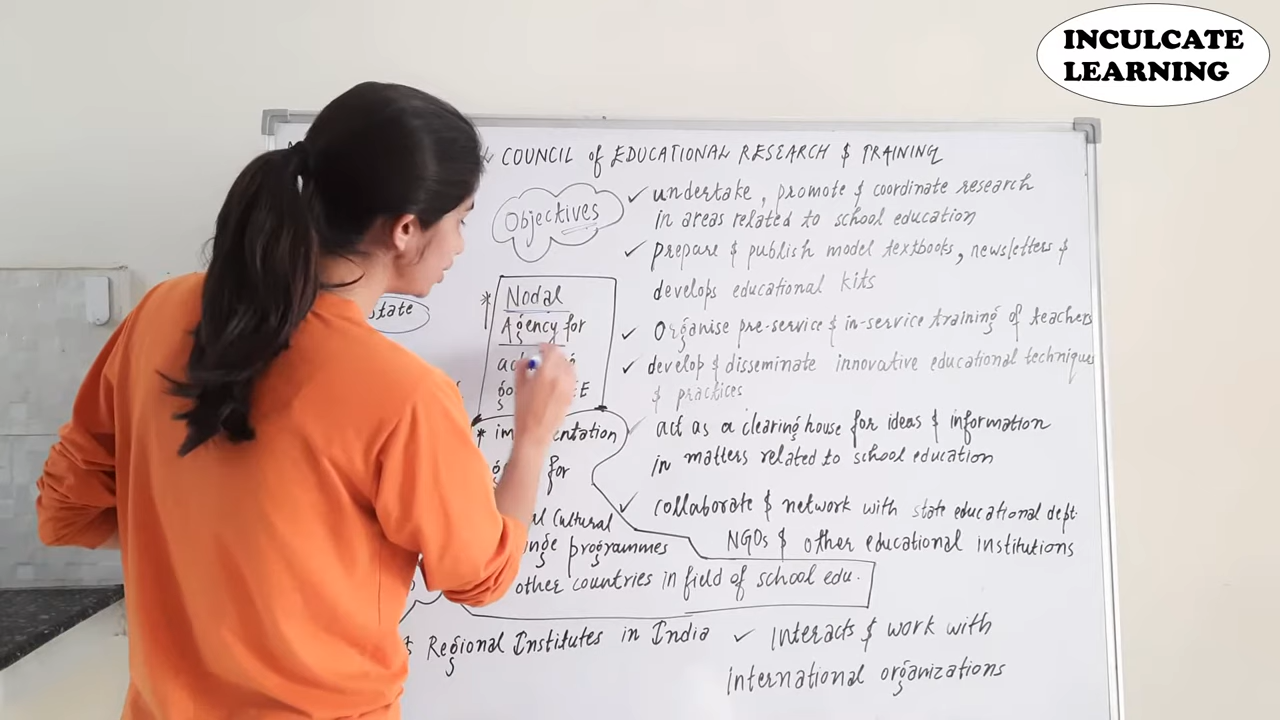 INCULCATE
LEARNING
COUNCIL of EDUCATIONAL RESEARCH & TRAINING
Objectives
✓ undertake, promote & coordinate research
in areas related to school education
✓ prepare & publish model textbooks, newsletters &
develops educational kits
✓ Organise pre-service & in-service training of teachers
✓ develop & disseminate innovative educational techniques
& practices
✓ act as a clearing house for ideas & information
in matters related to school education
✓ collaborate & network with state educational dept.
NGOs & other educational institutions
state
* Nodal
Agency for
*
for
Cultural
programmes
other countries in field of school edu.
Regional Institutes in India
✓ Interacts & work with
International organizations